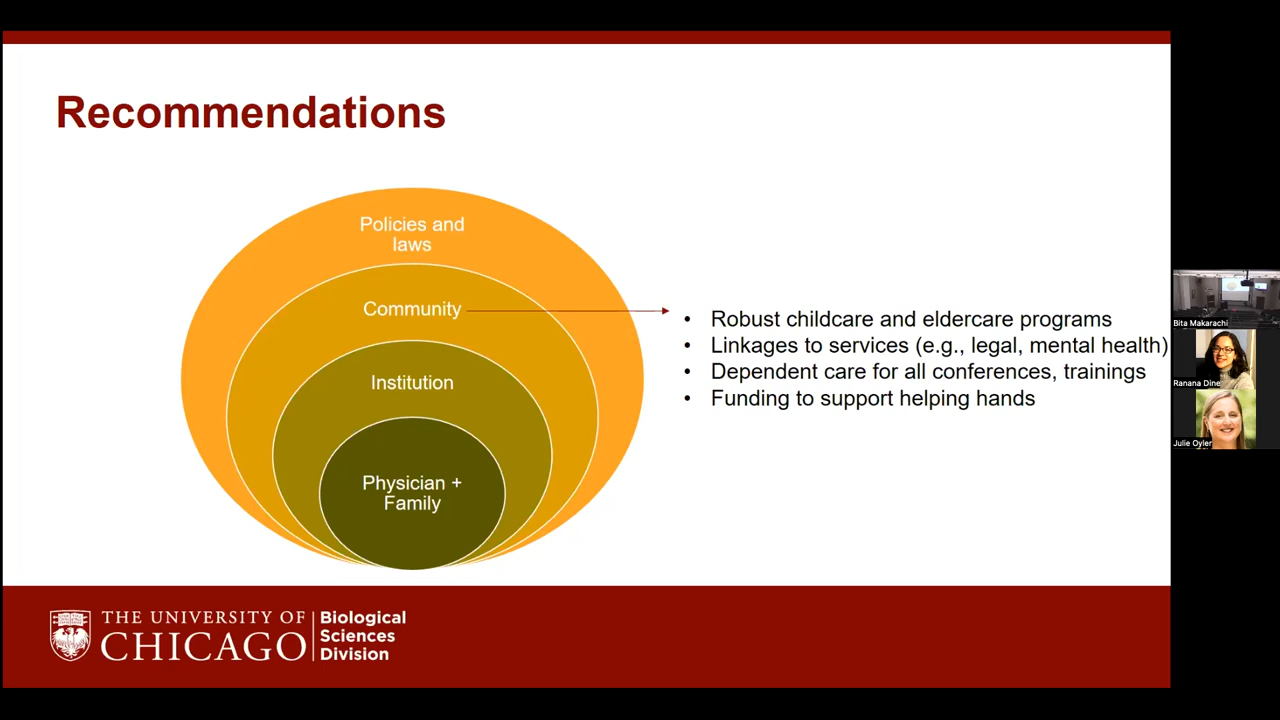 Recommendations
Policies and
laws
Community
Institution
Physician +
Family
• Robust childcare and eldercare programs
• Linkages to services (e.g., legal, mental health)
• Dependent care for all conferences, trainings
• Funding to support helping hands
Bita Makarachi
Ranana Dine
Julie Oyler
THE UNIVERSITY OF
CHICAGO
Biological
Sciences
Division